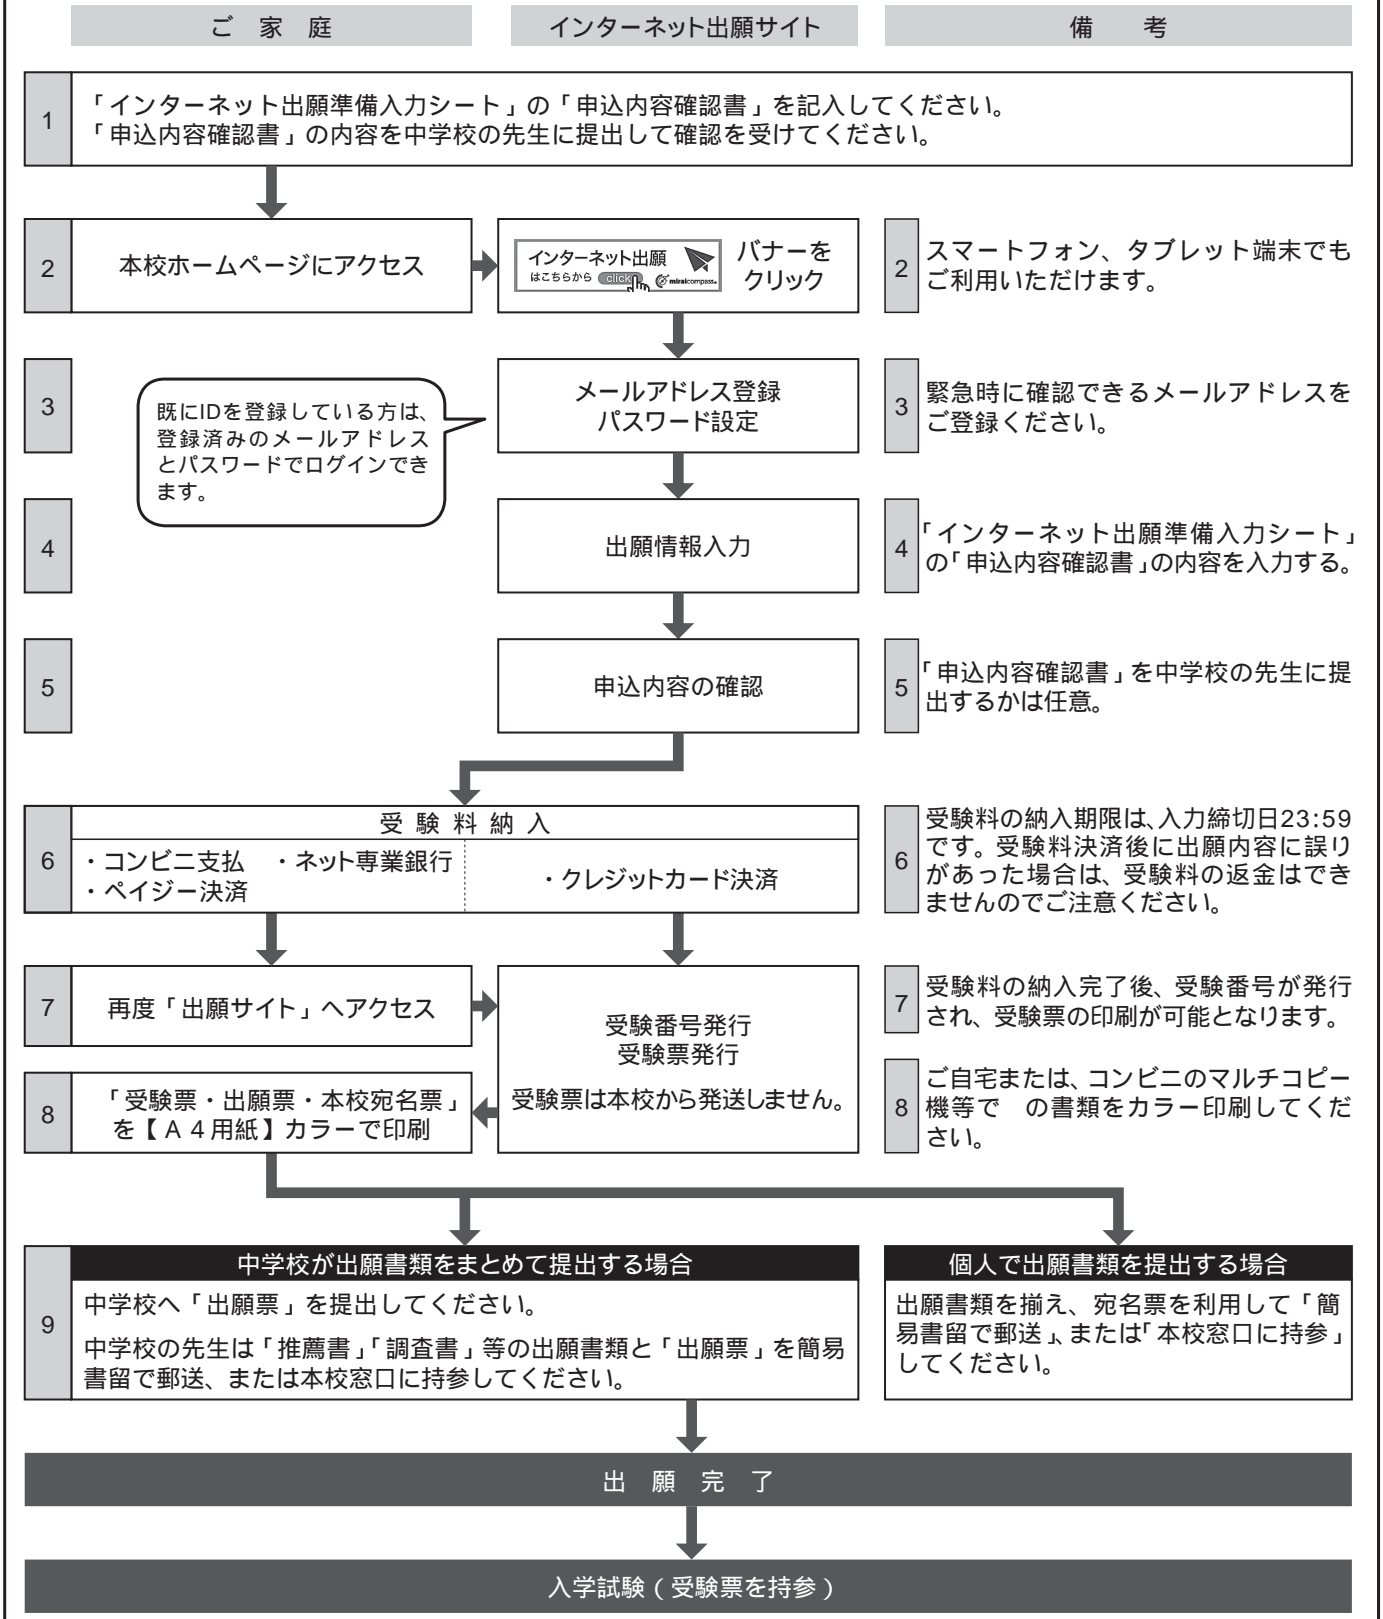 ご家庭
インターネット出願サイト
備考
1
「インターネット出願準備入力シート」の「申込内容確認書」を記入してください。
「申込内容確認書」の内容を中学校の先生に提出して確認を受けてください。
2
本校ホームページにアクセス
インターネット出願
はこちらから click
miraicompass
バナーを
クリック
2
スマートフォン、タブレット端末でも
ご利用いただけます。
3
既にIDを登録している方は、
登録済みのメールアドレス
とパスワードでログインでき
ます。
メールアドレス登録
パスワード設定
3
緊急時に確認できるメールアドレスを
ご登録ください。
4
出願情報入力
4
「インターネット出願準備入力シート」
の「申込内容確認書」の内容を入力する。
5
申込内容の確認
5
「申込内容確認書」を中学校の先生に提
出するかは任意。
6
受験料納入
・コンビニ支払 ・ネット専業銀行
・ペイジー決済
・クレジットカード決済
6
受験料の納入期限は、入力締切日23:59
です。受験料決済後に出願内容に誤り
があった場合は、受験料の返金はでき
ませんのでご注意ください。
7
再度「出願サイト」へアクセス
受験番号発行
受験票発行
受験票は本校から発送しません。
7
受験料の納入完了後、受験番号が発行
され、受験票の印刷が可能となります。
8
「受験票・出願票・本校宛名票」
を【A4用紙】カラーで印刷
8
ご自宅または、コンビニのマルチコピー
機等で の書類をカラー印刷してくだ
さい。
9
中学校が出願書類をまとめて提出する場合
中学校へ「出願票」を提出してください。
中学校の先生は「推薦書」「調査書」等の出願書類と「出願票」を簡易
書留で郵送、または本校窓口に持参してください。
個人で出願書類を提出する場合
出願書類を揃え、宛名票を利用して「簡
易書留で郵送」、または「本校窓口に持参」
してください。
出願完了
入学試験(受験票を持参)